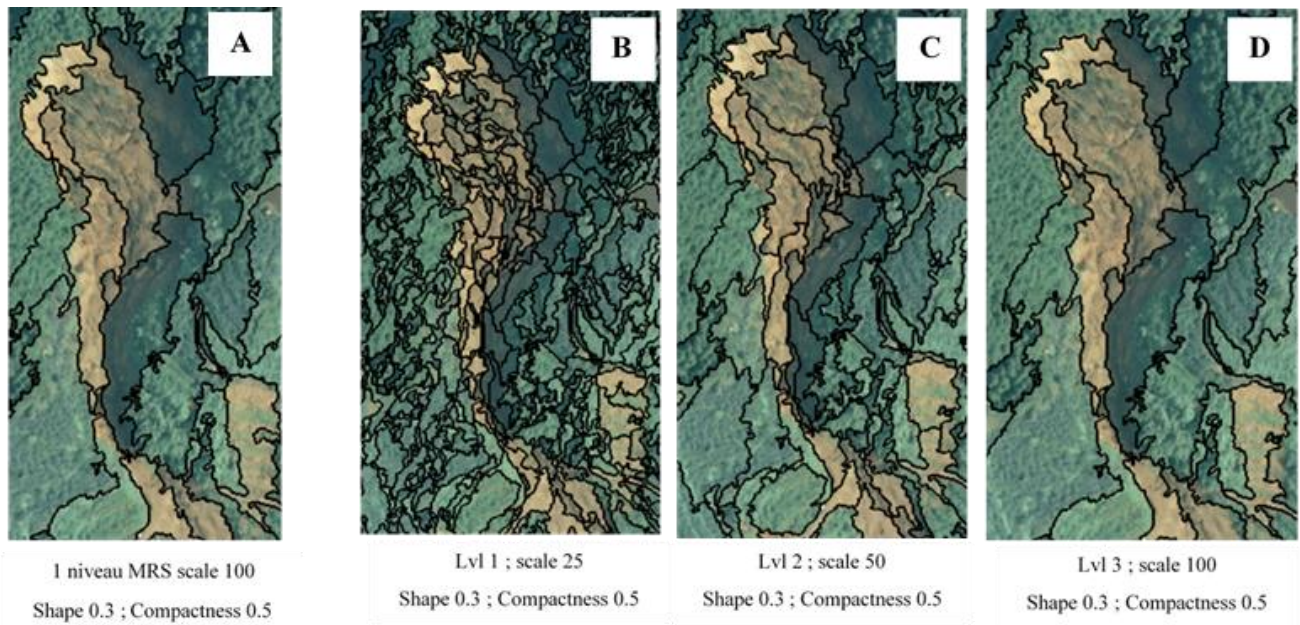 A
B
C
D
1 niveau MRS scale 100
Shape 0.3 ; Compactness 0.5
Lvl 1 ; scale 25
Shape 0.3 ; Compactness 0.5
Lvl 2 ; scale 50
Shape 0.3 ; Compactness 0.5
Lvl 3 ; scale 100
Shape 0.3 ; Compactness 0.5